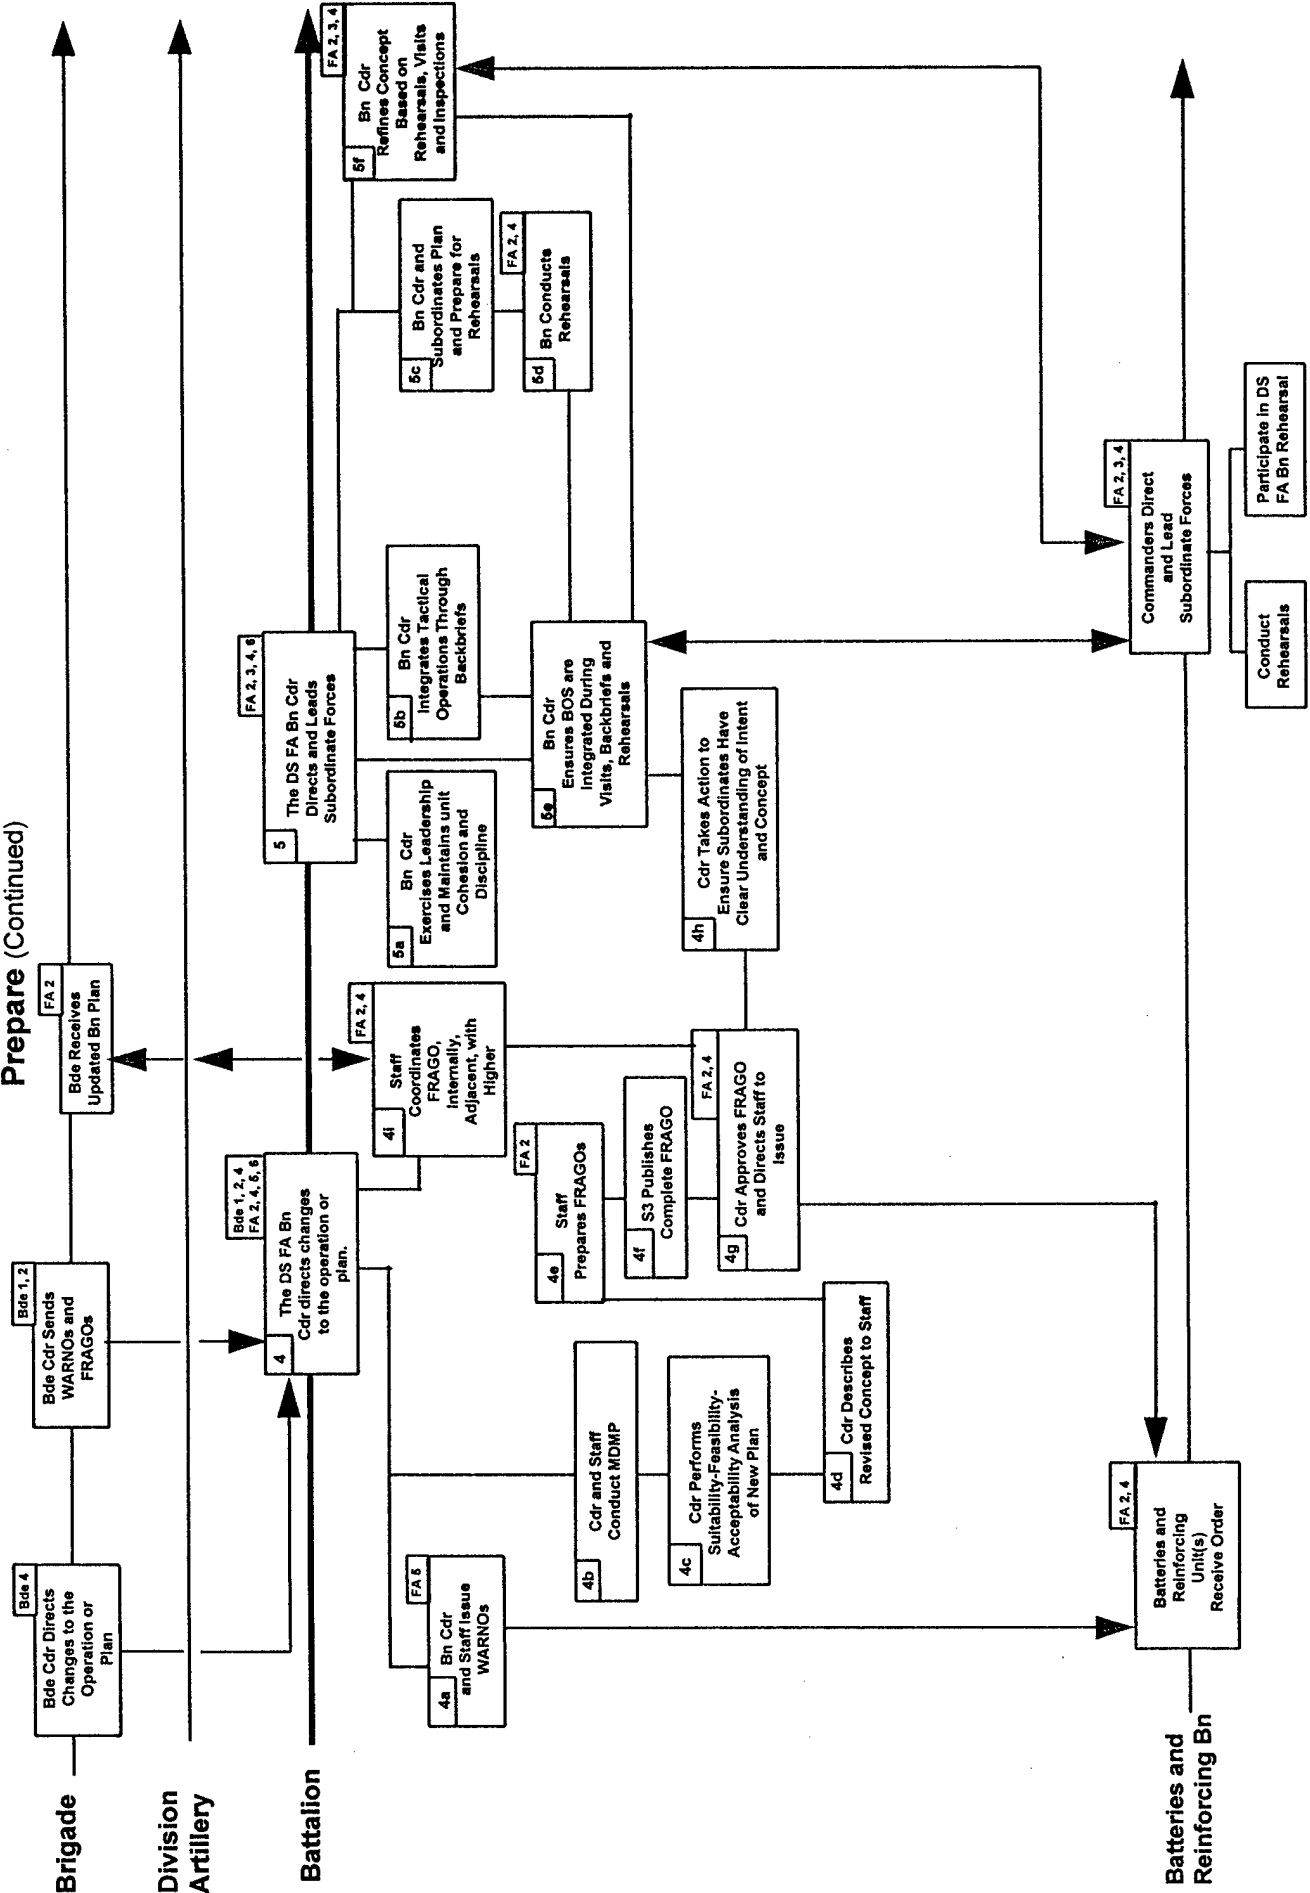 Prepare (Continued)
Brigade
Bde 4
Bde Cdr Directs
Changes to the
Operation or
Plan
Bde 1, 2
Bde Cdr Sends
WARNOs and
FRAGOs
FA 2
Bde Receives
Updated Bn Plan
Division
Artillery
Battalion
Bde 1, 2, 4
FA 2, 4, 5, 6
4
The DS FA Bn
Cdr directs changes
to the operation or
plan.
FA 2, 3, 4, 6
5
The DS FA Bn Cdr
Directs and Leads
Subordinate Forces
FA 5
4a
Bn Cdr
and Staff Issue
WARNOs
4b
Cdr and Staff
Conduct MDMP
4c
Cdr Performs
Suitability-Feasibility-
Acceptability Analysis
of New Plan
4d
Cdr Describes
Revised Concept to Staff
FA 2
4e
Staff
Prepares FRAGOs
4f
S3 Publishes
Complete FRAGO
FA 2, 4
4g
Cdr Approves FRAGO
and Directs Staff to
Issue
4h
Cdr Takes Action to
Ensure Subordinates Have
Clear Understanding of Intent
and Concept
FA 2, 4
4i
Staff
Coordinates
FRAGO,
Internally,
Adjacent, with
Higher
5a
Bn Cdr
Exercises Leadership
and Maintains unit
Cohesion and
Discipline
5b
Bn Cdr
Integrates Tactical
Operations Through
Backbriefs
5c
Bn Cdr and
Subordinates Plan
and Prepare for
Rehearsals
FA 2, 4
5d
Bn Conducts
Rehearsals
5e
Bn Cdr
Ensures BOS are
Integrated During
Visits, Backbriefs and
Rehearsals
FA 2, 3, 4
5f
Bn Cdr
Refines Concept
Based on
Rehearsals, Visits
and Inspections
Batteries and
Reinforcing Bn
FA 2, 4
Batteries and
Reinforcing
Unit(s)
Receive Order
FA 2, 3, 4
Commanders Direct
and Lead
Subordinate Forces
Conduct
Rehearsals
Participate in DS
FA Bn Rehearsal